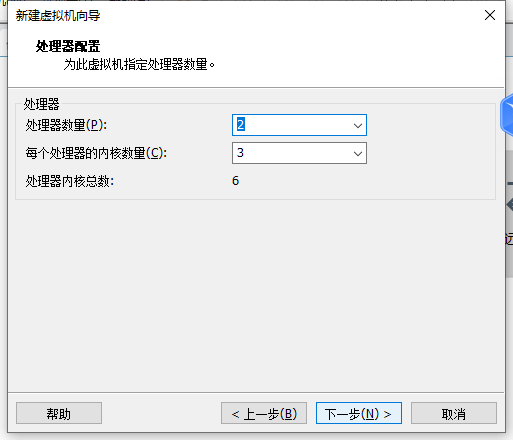 新建虚拟机向导
处理器配置
为此虚拟机指定处理器数量。
处理器
处理器数量(P): 2
每个处理器的内核数量(C): 3
处理器内核总数: 6
帮助 < 上一步(B) 下一步(N) > 取消